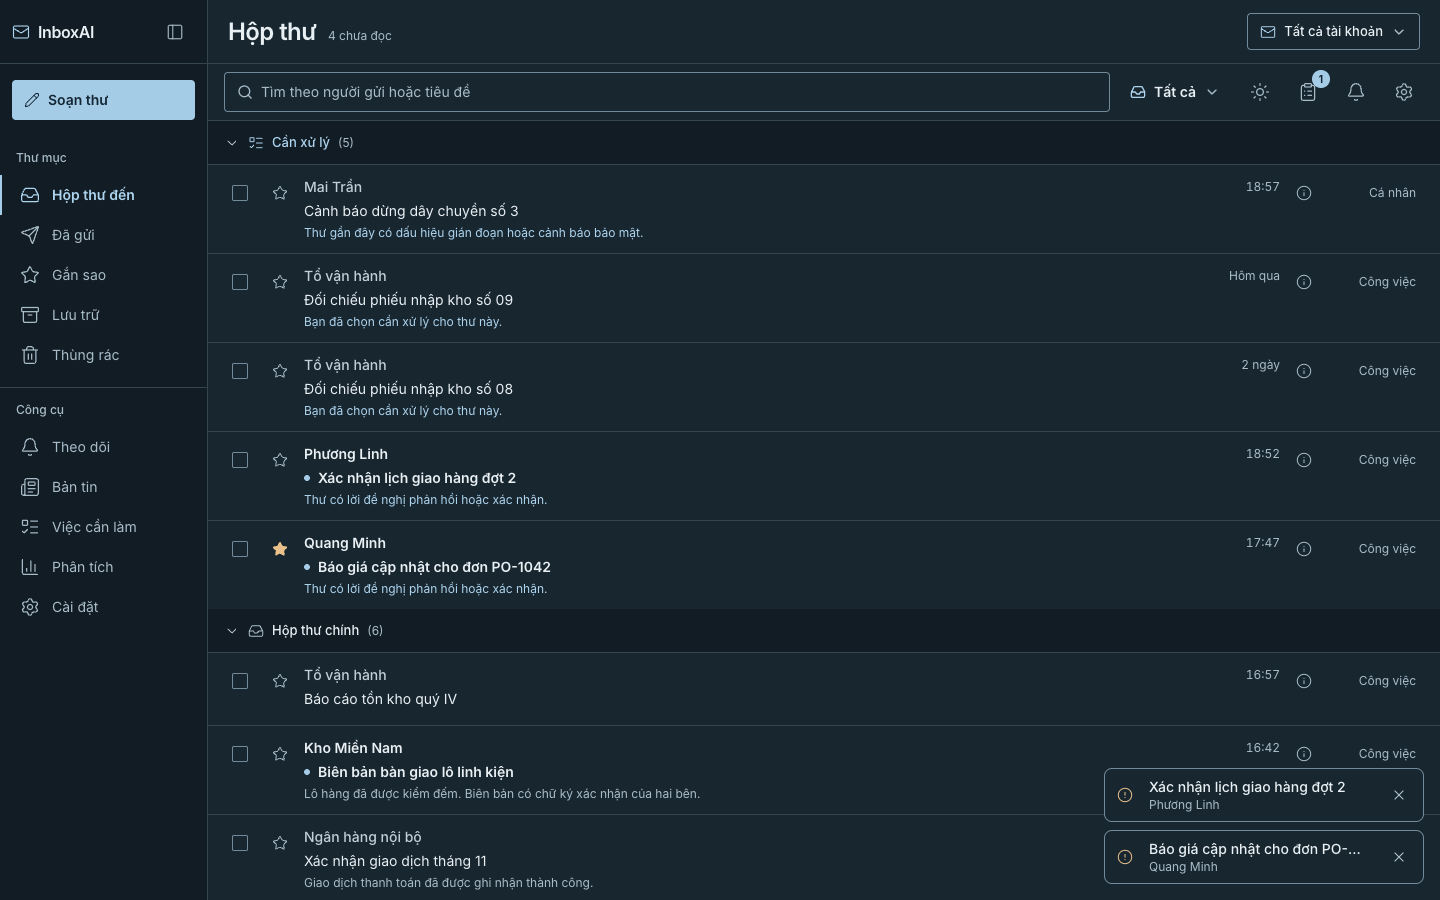 InboxAI
Soạn thư
Thư mục
Hộp thư đến
Đã gửi
Gắn sao
Lưu trữ
Thùng rác
Công cụ
Theo dõi
Bản tin
Việc cần làm
Phân tích
Cài đặt
Hộp thư 4 chưa đọc
Tất cả tài khoản
Tìm theo người gửi hoặc tiêu đề
Tất cả
1
Cần xử lý (5)
Mai Trần 18:57 Cá nhân
Cảnh báo dừng dây chuyền số 3
Thư gần đây có dấu hiệu gián đoạn hoặc cảnh báo bảo mật.
Tổ vận hành Hôm qua Công việc
Đối chiếu phiếu nhập kho số 09
Bạn đã chọn cần xử lý cho thư này.
Tổ vận hành 2 ngày Công việc
Đối chiếu phiếu nhập kho số 08
Bạn đã chọn cần xử lý cho thư này.
Phương Linh 18:52 Công việc
Xác nhận lịch giao hàng đợt 2
Thư có lời đề nghị phản hồi hoặc xác nhận.
Quang Minh 17:47 Công việc
Báo giá cập nhật cho đơn PO-1042
Thư có lời đề nghị phản hồi hoặc xác nhận.
Hộp thư chính (6)
Tổ vận hành 16:57 Công việc
Báo cáo tồn kho quý IV
Kho Miền Nam 16:42 Công việc
Biên bản bàn giao lô linh kiện
Lô hàng đã được kiểm đếm. Biên bản có chữ ký xác nhận của hai bên.
Ngân hàng nội bộ
Xác nhận giao dịch tháng 11
Giao dịch thanh toán đã được ghi nhận thành công.
Xác nhận lịch giao hàng đợt 2
Phương Linh
Báo giá cập nhật cho đơn PO-...
Quang Minh